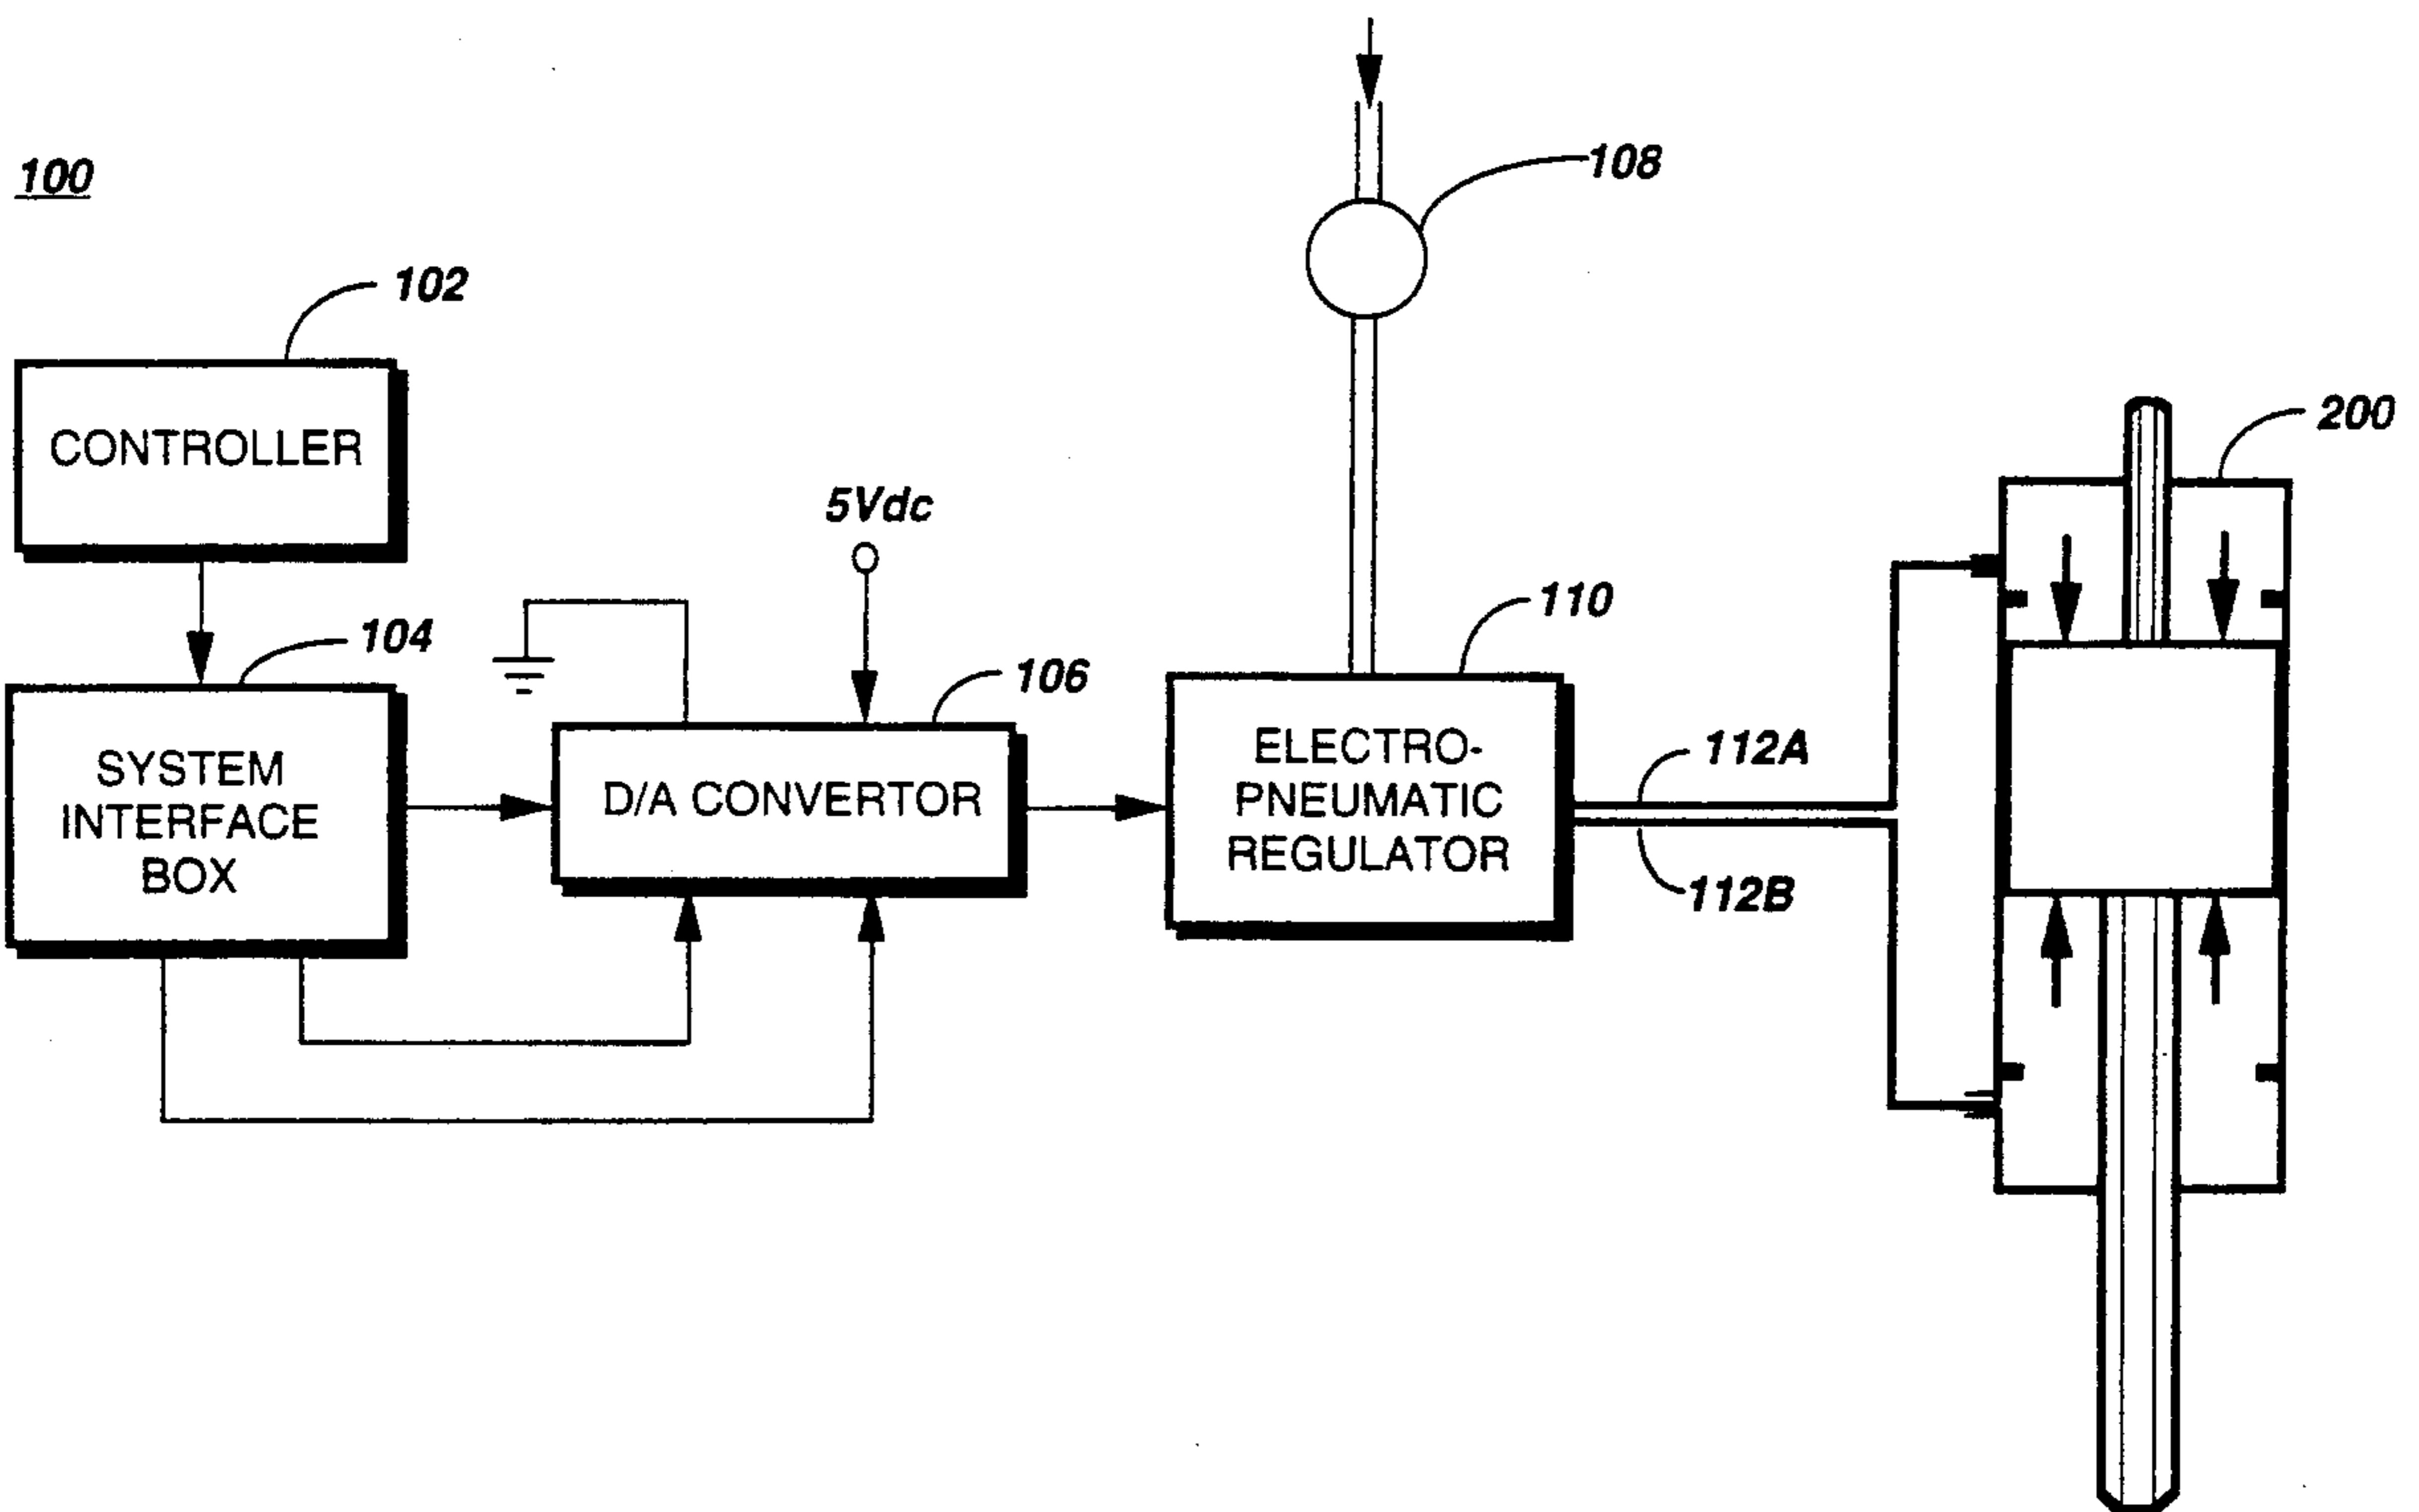 100
108
102
CONTROLLER
200
5Vdc
110
104
106
SYSTEM
INTERFACE
BOX
D/A CONVERTOR
ELECTRO-
PNEUMATIC
REGULATOR
112A
112B